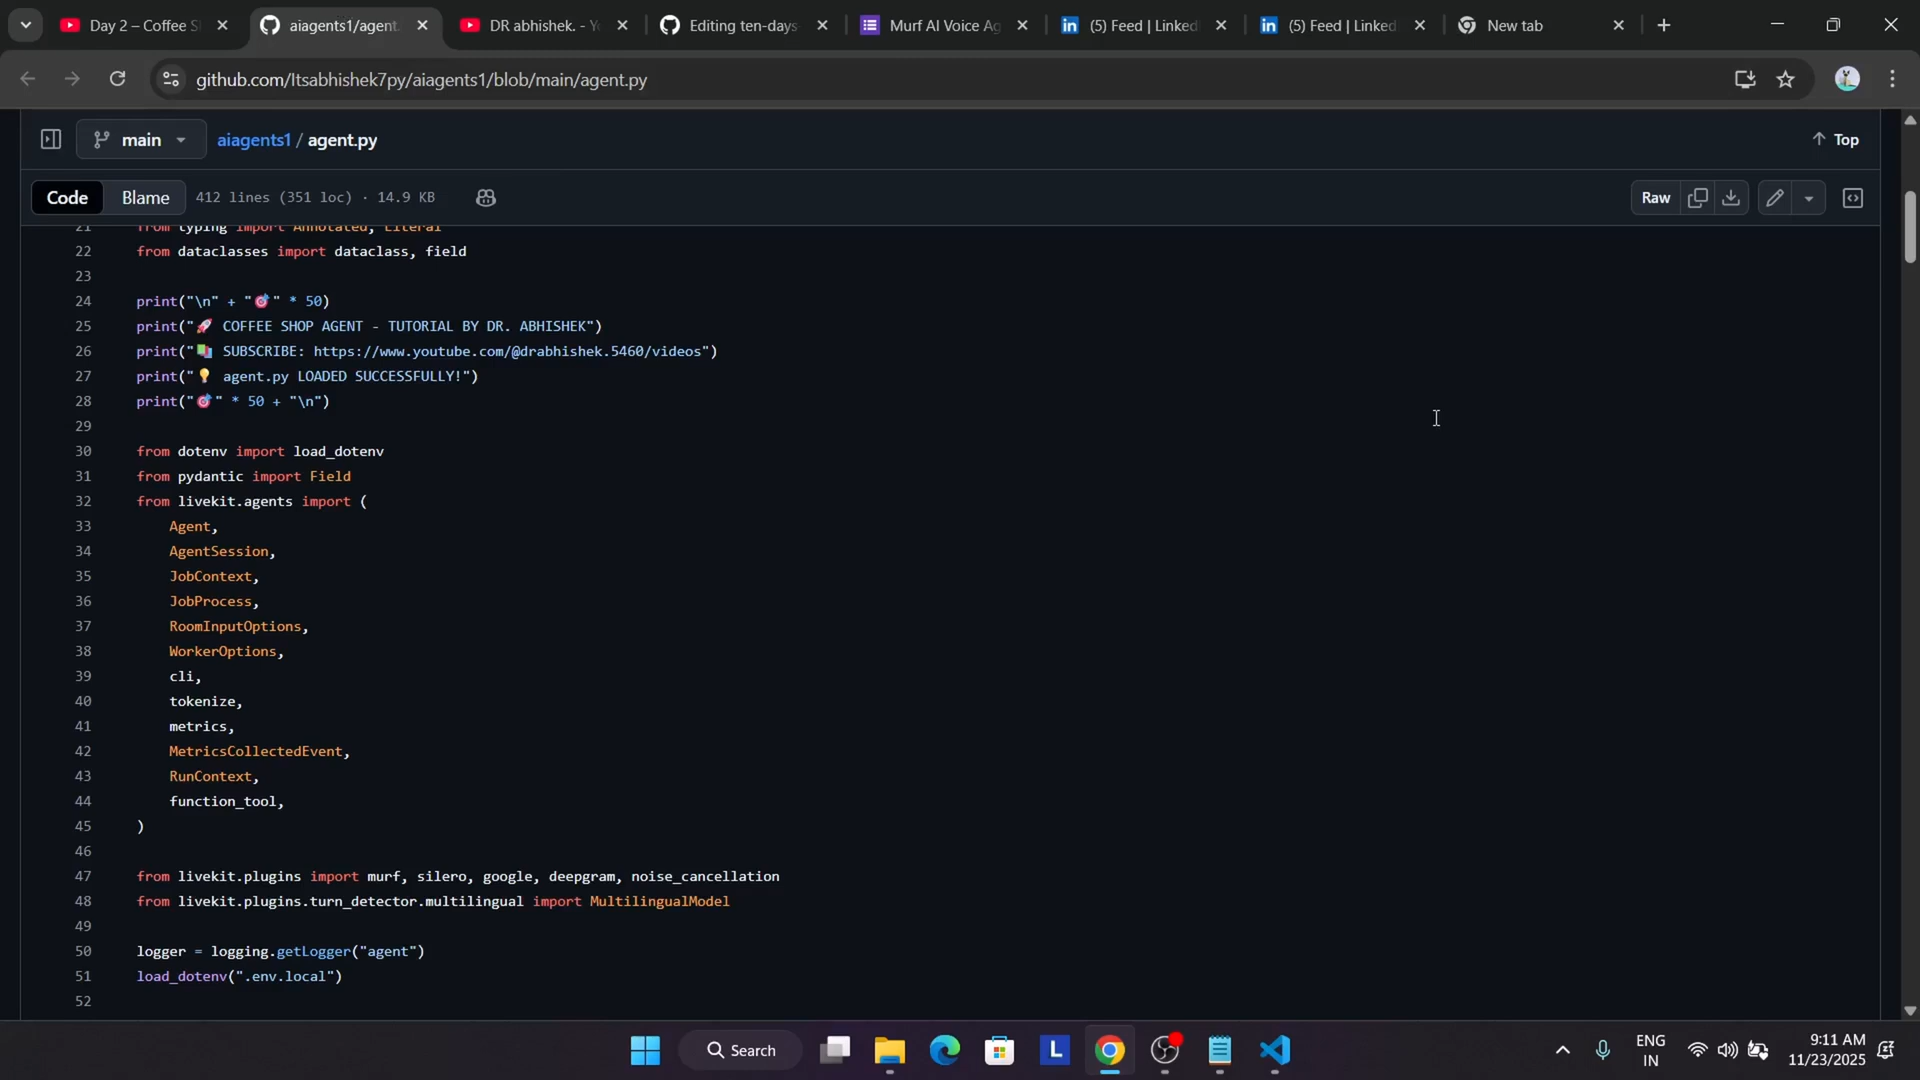 Day 2 – Coffee S
aiagents1/agent.
DR abhishek. - Y
Editing ten-days
Murf AI Voice Ag
(5) Feed | Linked
(5) Feed | Linked
New tab
github.com/Itsabhishek7py/aiagents1/blob/main/agent.py
main
aiagents1 / agent.py
Top
Code
Blame
412 lines (351 loc) · 14.9 KB
Raw
21 from typing import Annotated, Literal
22 from dataclasses import dataclass, field
23
24 print("\n" + "🎯" * 50)
25 print("🚀 COFFEE SHOP AGENT - TUTORIAL BY DR. ABHISHEK")
26 print("📚 SUBSCRIBE: https://www.youtube.com/@drabhishek.5460/videos")
27 print("💡 agent.py LOADED SUCCESSFULLY!")
28 print("🎯" * 50 + "\n")
29
30 from dotenv import load_dotenv
31 from pydantic import Field
32 from livekit.agents import (
33 Agent,
34 AgentSession,
35 JobContext,
36 JobProcess,
37 RoomInputOptions,
38 WorkerOptions,
39 cli,
40 tokenize,
41 metrics,
42 MetricsCollectedEvent,
43 RunContext,
44 function_tool,
45 )
46
47 from livekit.plugins import murf, silero, google, deepgram, noise_cancellation
48 from livekit.plugins.turn_detector.multilingual import MultilingualModel
49
50 logger = logging.getLogger("agent")
51 load_dotenv(".env.local")
52
Search
L
ENG
IN
9:11 AM
11/23/2025